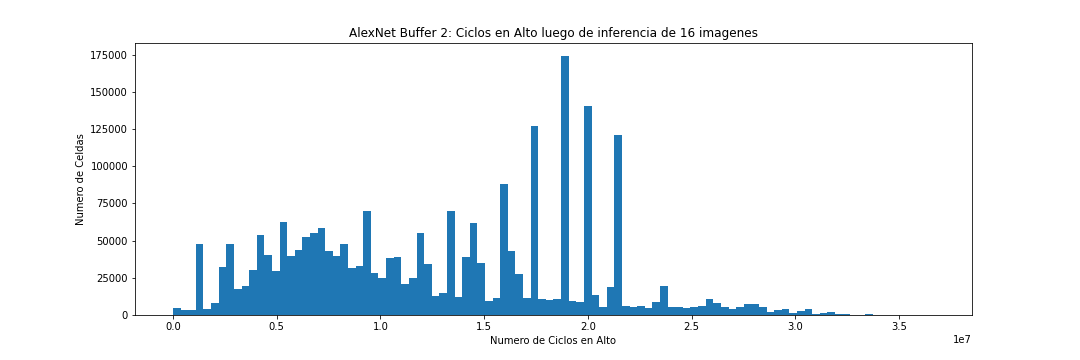 AlexNet Buffer 2: Ciclos en Alto luego de inferencia de 16 imagenes
175000
150000
125000
100000
75000
50000
25000
0
Numero de Celdas
0.0 0.5 1.0 1.5 2.0 2.5 3.0 3.5
1e7
Numero de Ciclos en Alto